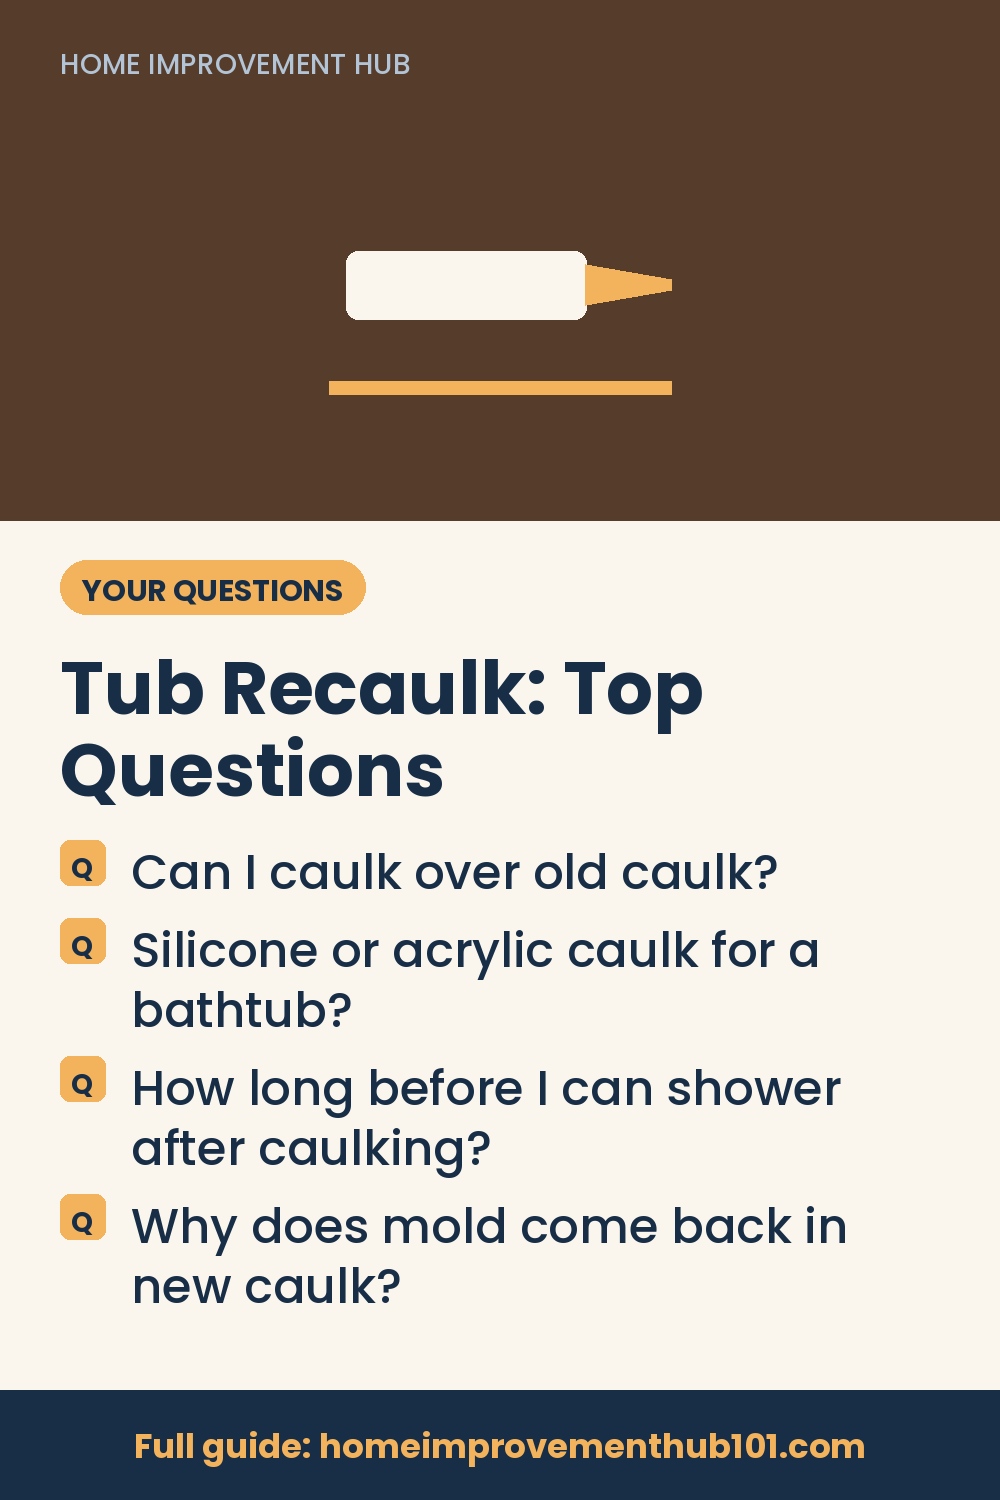 HOME IMPROVEMENT HUB
YOUR QUESTIONS
Tub Recaulk: Top
Questions
Q Can I caulk over old caulk?
Q Silicone or acrylic caulk for a
bathtub?
Q How long before I can shower
after caulking?
Q Why does mold come back in
new caulk?
Full guide: homeimprovementhub101.com